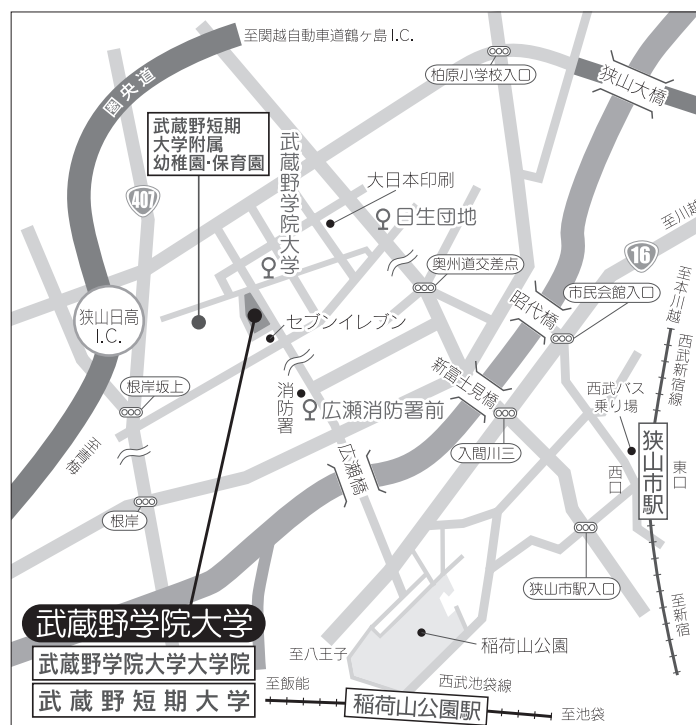 至関越自動車道鶴ヶ島I.C.
圏央道
柏原小学校入口
狭山大橋
武蔵野短期
大学附属
幼稚園・保育園
武蔵野学院大学
407
大日本印刷
日生団地
至川越
16
奥州道交差点
市民会館入口
昭代橋
至本川越
西武新宿線
狭山日高
I.C.
セブンイレブン
新富士見橋
西武バス
乗り場
根岸坂上
消防署
広瀬消防署前
狭山市駅
東口
西口
至青梅
広瀬橋
入間川三
根岸
狭山市駅入口
至新宿
武蔵野学院大学
武蔵野学院大学大学院
武蔵野短期大学
稲荷山公園
至八王子
西武池袋線
至飯能
稲荷山公園駅
至池袋